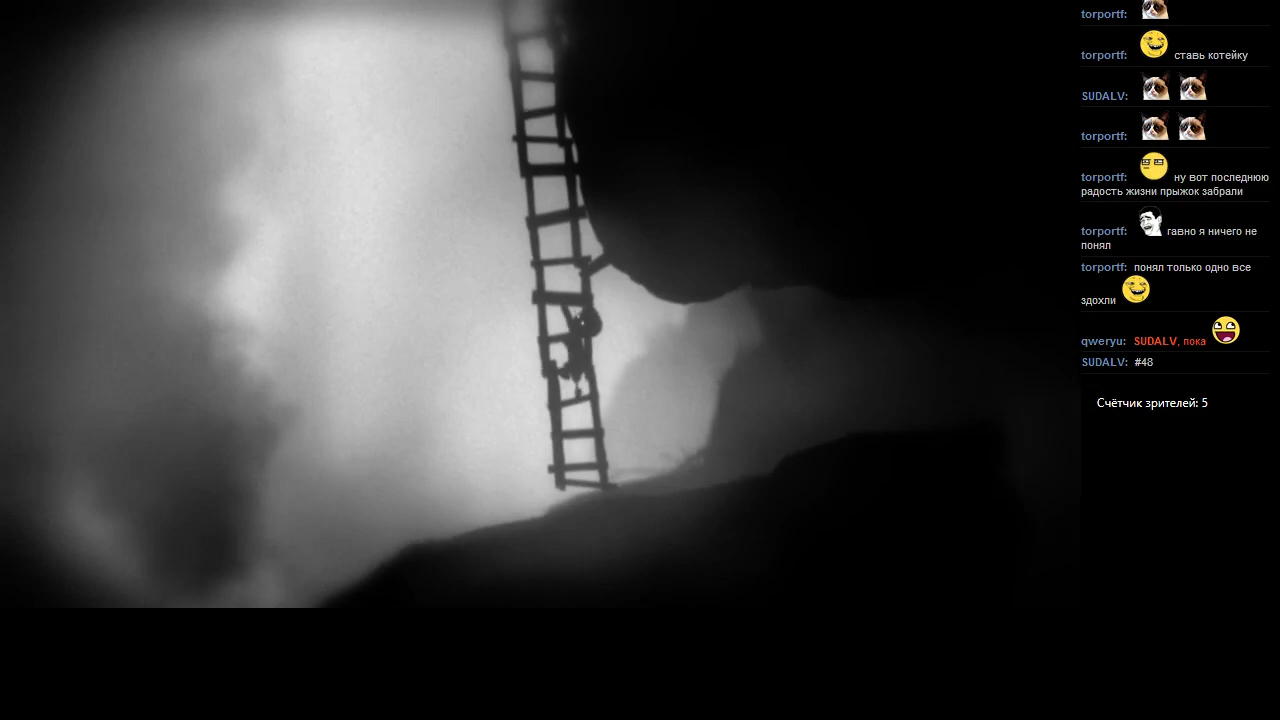 torportf:
torportf: ставь котейку
SUDALV:
torportf:
torportf: ну вот последнюю
радость жизни прыжок забрали
torportf: гавно я ничего не
понял
torportf: понял только одно все
здохли
qweryu: SUDALV, пока
SUDALV: #48
Счётчик зрителей: 5